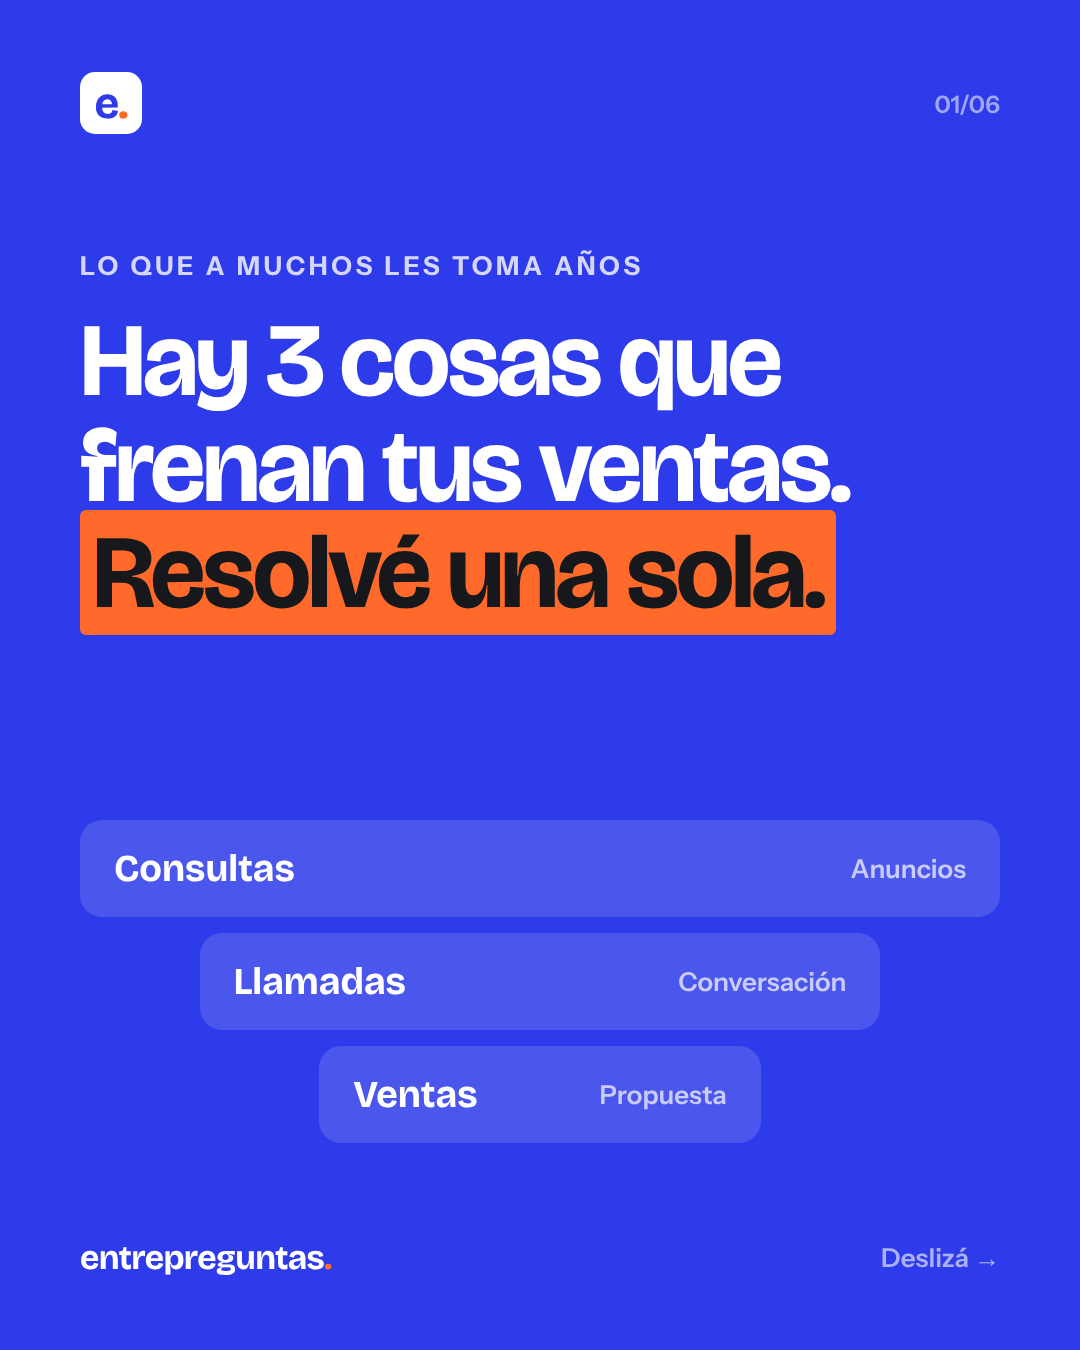 e.
01/06
LO QUE A MUCHOS LES TOMA AÑOS
Hay 3 cosas que
frenan tus ventas.
Resolvé una sola.
Consultas Anuncios
Llamadas Conversación
Ventas Propuesta
entrepreguntas.
Deslizá →